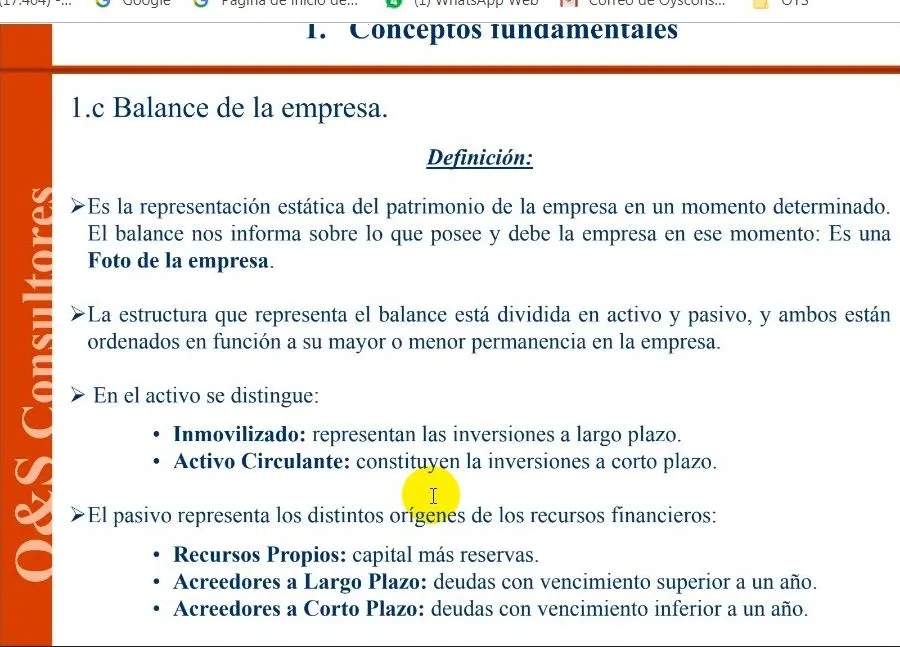 (17.404) -...
Google
Página de inicio de...
(1) WhatsApp Web
Correo de Oyscons...
OYS
1. Conceptos fundamentales
1.c Balance de la empresa.
Definición:
➢Es la representación estática del patrimonio de la empresa en un momento determinado.
El balance nos informa sobre lo que posee y debe la empresa en ese momento: Es una
Foto de la empresa.
➢La estructura que representa el balance está dividida en activo y pasivo, y ambos están
ordenados en función a su mayor o menor permanencia en la empresa.
➢ En el activo se distingue:
• Inmovilizado: representan las inversiones a largo plazo.
• Activo Circulante: constituyen la inversiones a corto plazo.
➢El pasivo representa los distintos orígenes de los recursos financieros:
• Recursos Propios: capital más reservas.
• Acreedores a Largo Plazo: deudas con vencimiento superior a un año.
• Acreedores a Corto Plazo: deudas con vencimiento inferior a un año.
O&S Consultores